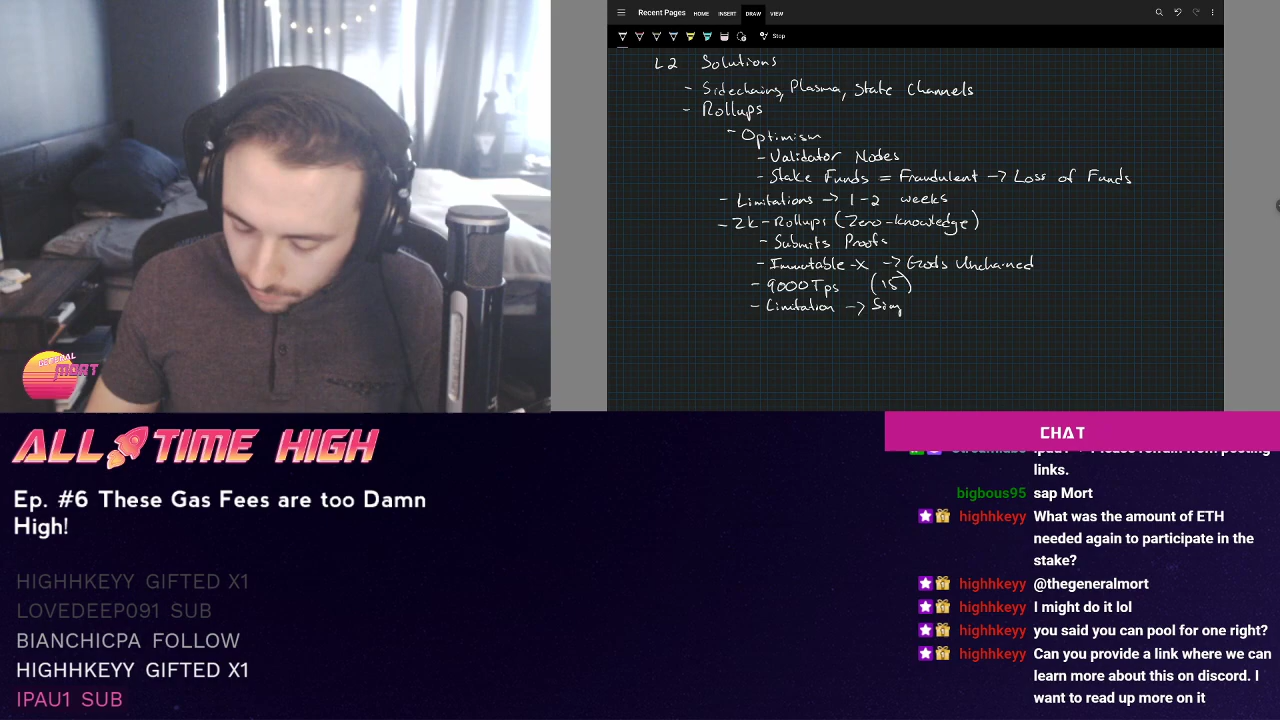 Recent Pages HOME INSERT DRAW VIEW
Stop
L2 Solutions
- Sidechains, Plasma, State Channels
- Rollups
- Optimism
- Validator Nodes
- Stake Funds = Fraudulent -> Loss of Funds
- Limitations -> 1-2 weeks
- Zk-Rollups (Zero-knowledge)
- Submits Proofs
- Immutable-X -> Gods Unchained
- 9000 Tps (15)
- Limitation ->
MORT
ALL TIME HIGH
Ep. #6 These Gas Fees are too Damn
High!
HIGHHKEYY GIFTED X1
LOVEDEEP091 SUB
BIANCHICPA FOLLOW
HIGHHKEYY GIFTED X1
IPAU1 SUB
CHAT
links.
bigbous95 sap Mort
highhkeyy What was the amount of ETH
needed again to participate in the
stake?
highhkeyy @thegeneralmort
highhkeyy I might do it lol
highhkeyy you said you can pool for one right?
highhkeyy Can you provide a link where we can
learn more about this on discord. I
want to read up more on it